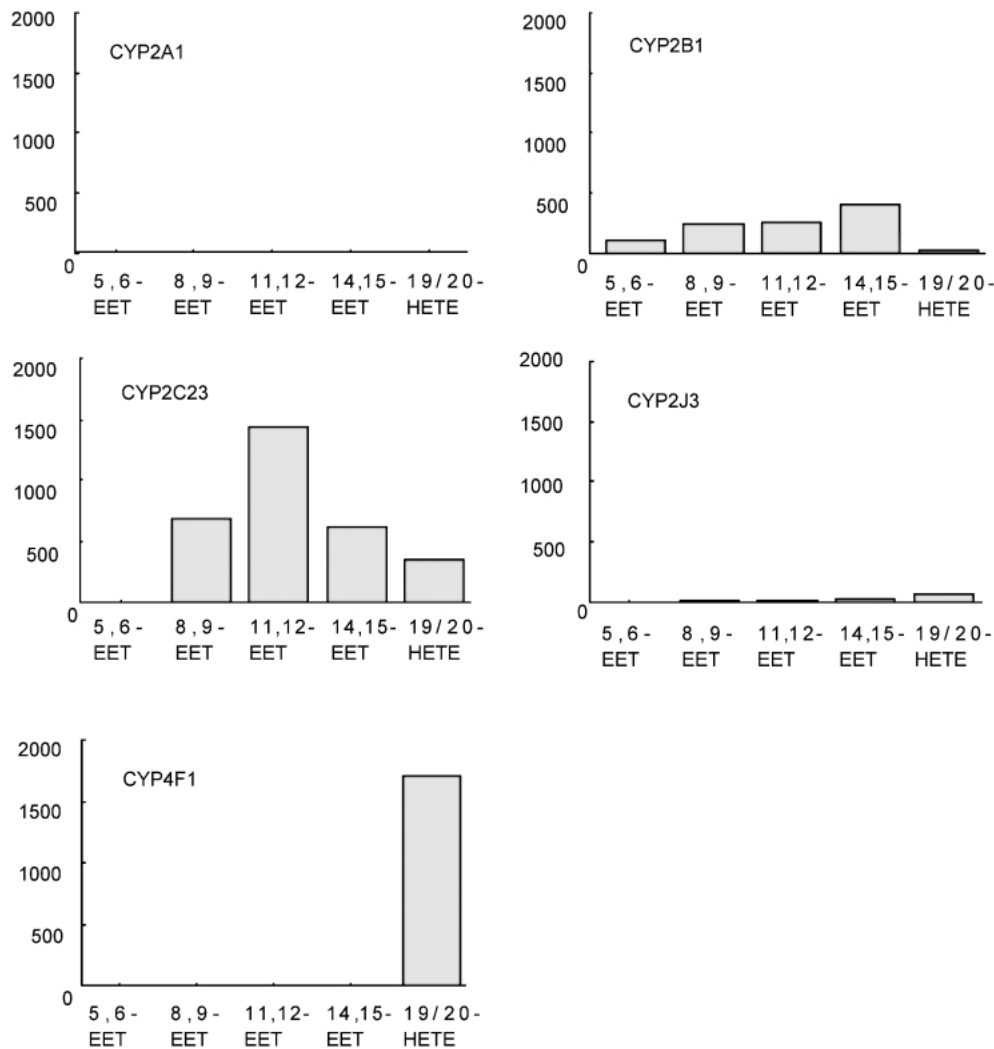 2000
CYP2A1
1500
1000
500
0
5,6- 8,9- 11,12- 14,15- 19/20-
EET EET EET EET HETE
2000
CYP2B1
1500
1000
500
0
5,6- 8,9- 11,12- 14,15- 19/20-
EET EET EET EET HETE
2000
CYP2C23
1500
1000
500
0
5,6- 8,9- 11,12- 14,15- 19/20-
EET EET EET EET HETE
2000
CYP2J3
1500
1000
500
0
5,6- 8,9- 11,12- 14,15- 19/20-
EET EET EET EET HETE
2000
CYP4F1
1500
1000
500
0
5,6- 8,9- 11,12- 14,15- 19/20-
EET EET EET EET HETE